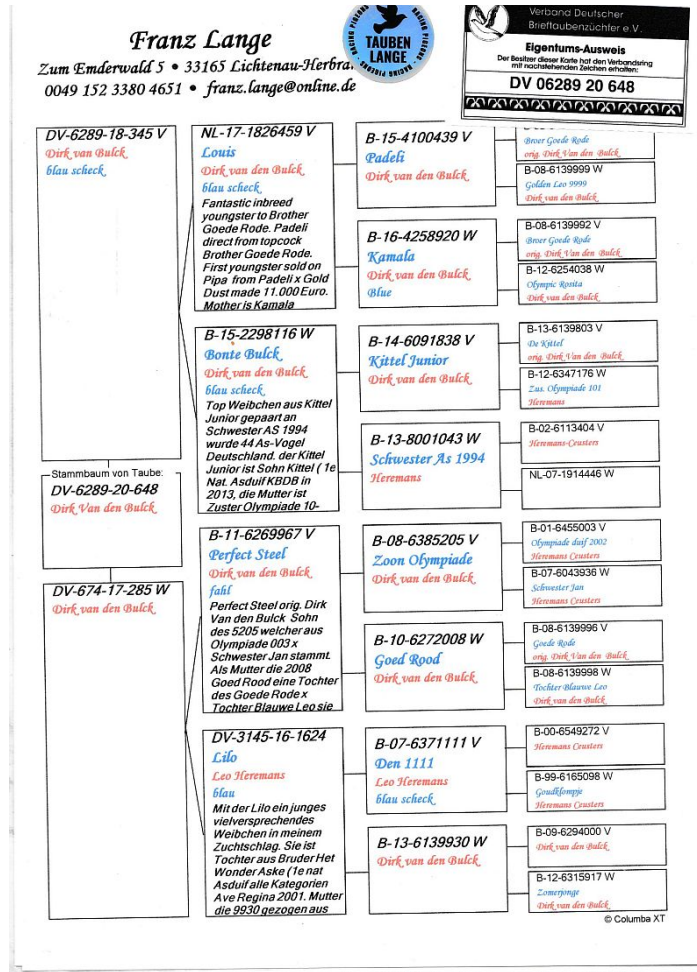 Franz Lange
Zum Emderwald 5 • 33165 Lichtenau-Herbra
0049 152 3380 4651 • franz.lange@online.de
RACING PIGEONS
TAUBEN
LANGE
RACING PIGEONS
Verband Deutscher
Brieftaubenzüchter e.V.
Eigentums-Ausweis
Der Besitzer dieser Karte hat den Verbandsring
mit nachstehenden Zeichen erhalten:
DV 06289 20 648
Stammbaum von Taube:
DV-6289-20-648
Dirk Van den Bulck
DV-6289-18-345 V
Dirk van Bulck
blau scheck
DV-674-17-285 W
Dirk van den Bulck
NL-17-1826459 V
Louis
Dirk van den Bulck
blau scheck
Fantastic inbreed
youngster to Brother
Goede Rode. Padeli
direct from topcock
Brother Goede Rode.
First youngster sold on
Pipa from Padeli x Gold
Dust made 11.000 Euro.
Mother is Kamala
B-15-2298116 W
Bonte Bulck
Dirk van den Bulck
blau scheck
Top Weibchen aus Kittel
Junior gepaart an
Schwester AS 1994
wurde 44 As-Vogel
Deutschland. der Kittel
Junior ist Sohn Kittel ( 1e
Nat. Asduif KBDB in
2013, die Mutter ist
Zuster Olympiade 10-
B-11-6269967 V
Perfect Steel
Dirk van den Bulck
fahl
Perfect Steel orig. Dirk
Van den Bulck Sohn
des 5205 welcher aus
Olympiade 003 x
Schwester Jan stammt.
Als Mutter die 2008
Goed Rood eine Tochter
des Goede Rode x
Tochter Blauwe Leo sie
DV-3145-16-1624
Lilo
Leo Heremans
blau
Mit der Lilo ein junges
vielversprechendes
Weibchen in meinem
Zuchtschlag. Sie ist
Tochter aus Bruder Het
Wonder Aske (1e nat
Asduif alle Kategorien
Ave Regina 2001. Mutter
die 9930 gezogen aus
B-15-4100439 V
Padeli
Dirk van den Bulck
B-16-4258920 W
Kamala
Dirk van den Bulck
Blue
B-14-6091838 V
Kittel Junior
Dirk van den Bulck
B-13-8001043 W
Schwester As 1994
Heremans
B-08-6385205 V
Zoon Olympiade
Dirk van den Bulck
B-10-6272008 W
Goed Rood
Dirk van den Bulck
B-07-6371111 V
Den 1111
Leo Heremans
blau scheck
B-13-6139930 W
Dirk van den Bulck
Broer Goede Rode
orig. Dirk Van den Bulck
B-08-6139999 W
Golden Leo 9999
Dirk van den Bulck
B-08-6139992 V
Broer Goede Rode
orig. Dirk Van den Bulck
B-12-6254038 W
Olympic Rosita
Dirk van den Bulck
B-13-6139803 V
De Kittel
orig. Dirk Van den Bulck
B-12-6347176 W
Zus. Olympiade 101
Heremans
B-02-6113404 V
Heremans-Ceusters
NL-07-1914446 W
B-01-6455003 V
Olympiade duif 2002
Heremans Ceusters
B-07-6043936 W
Schwester Jan
Heremans Ceusters
B-08-6139996 V
Goede Rode
orig. Dirk Van den Bulck
B-08-6139998 W
Tochter Blauwe Leo
Dirk van den Bulck
B-00-6549272 V
Heremans Ceusters
B-99-6165098 W
Goudklompje
Heremans Ceusters
B-09-6294000 V
Dirk van den Bulck
B-12-6315917 W
Zomerjonge
Dirk van den Bulck
© Columba XT